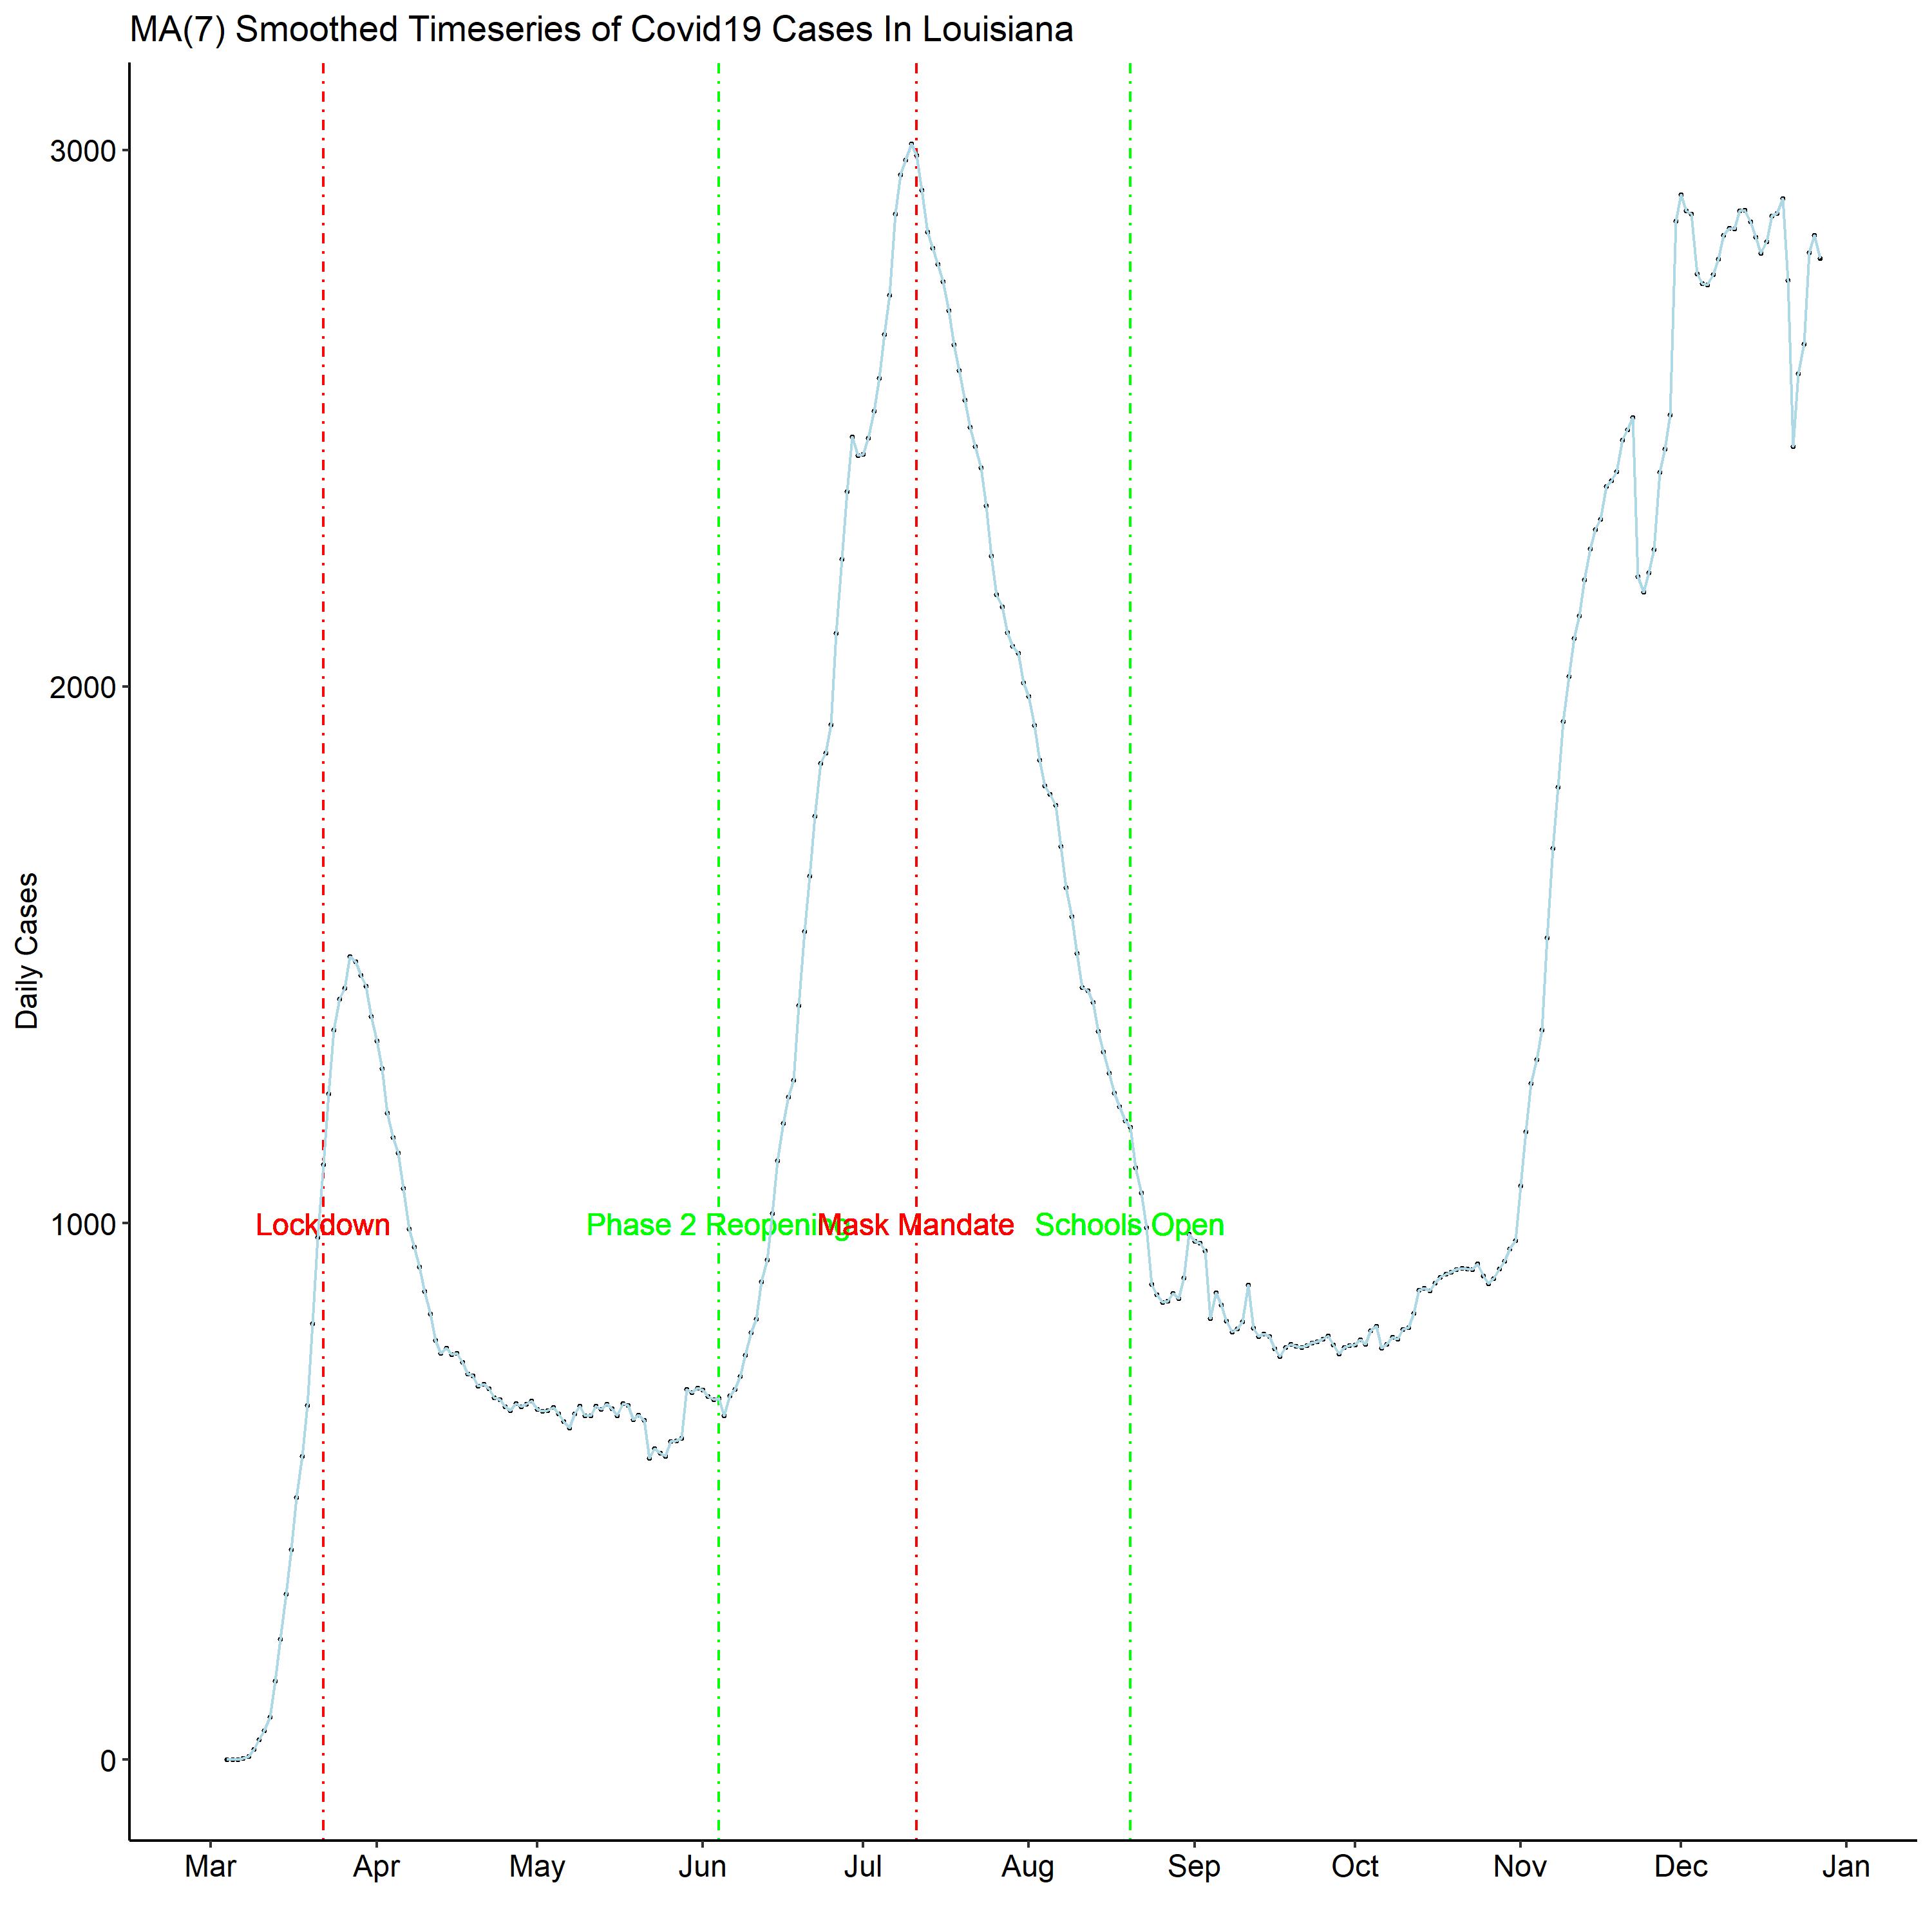 MA(7) Smoothed Timeseries of Covid19 Cases In Louisiana
3000
2000
1000
0
Daily Cases
Lockdown
Phase 2 Reopening
Mask Mandate
Schools Open
Mar Apr May Jun Jul Aug Sep Oct Nov Dec Jan